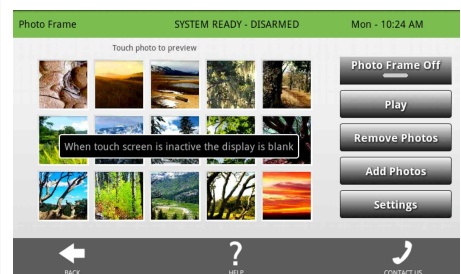 Photo Frame
SYSTEM READY - DISARMED
Mon - 10:24 AM
Touch photo to preview
Photo Frame Off
Play
When touch screen is inactive the display is blank
Remove Photos
Add Photos
Settings
BACK
HELP
CONTACT US